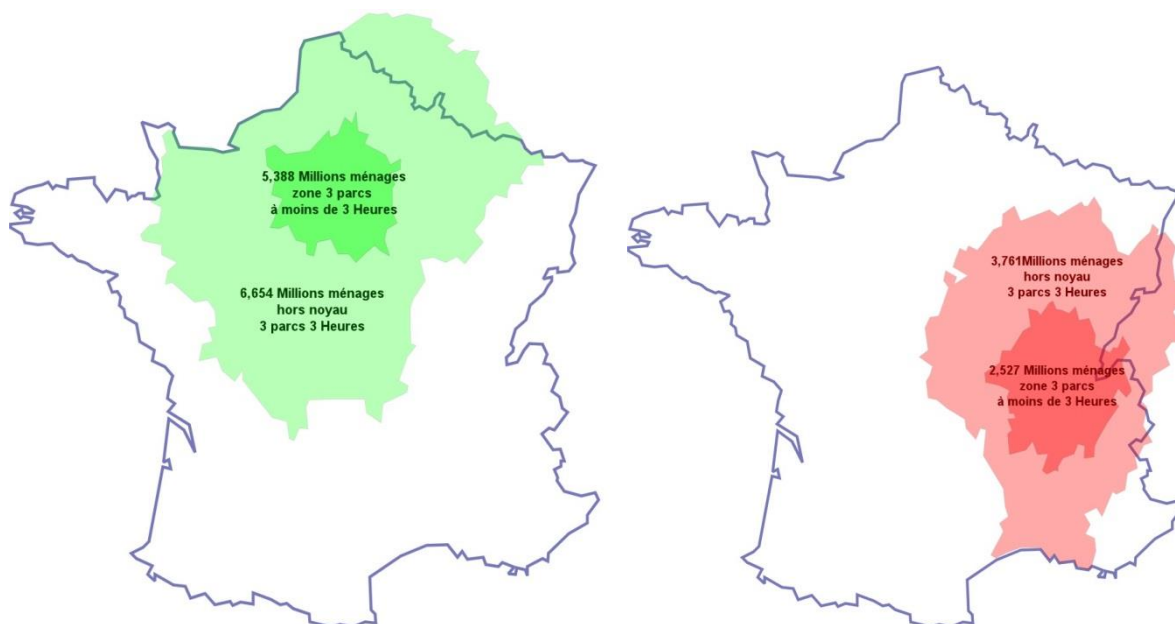 5,388 Millions ménages
zone 3 parcs
à moins de 3 Heures
6,654 Millions ménages
hors noyau
3 parcs 3 Heures
3,761Millions ménages
hors noyau
3 parcs 3 Heures
2,527 Millions ménages
zone 3 parcs
à moins de 3 Heures